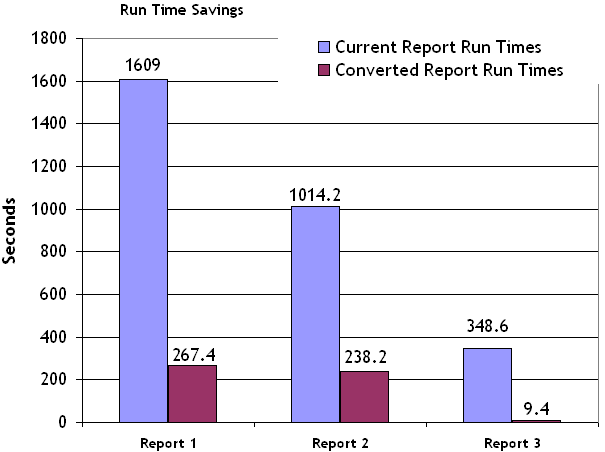 Run Time Savings
Current Report Run Times
Converted Report Run Times
Seconds
1800
1600
1400
1200
1000
800
600
400
200
0
1609
267.4
1014.2
238.2
348.6
9.4
Report 1
Report 2
Report 3